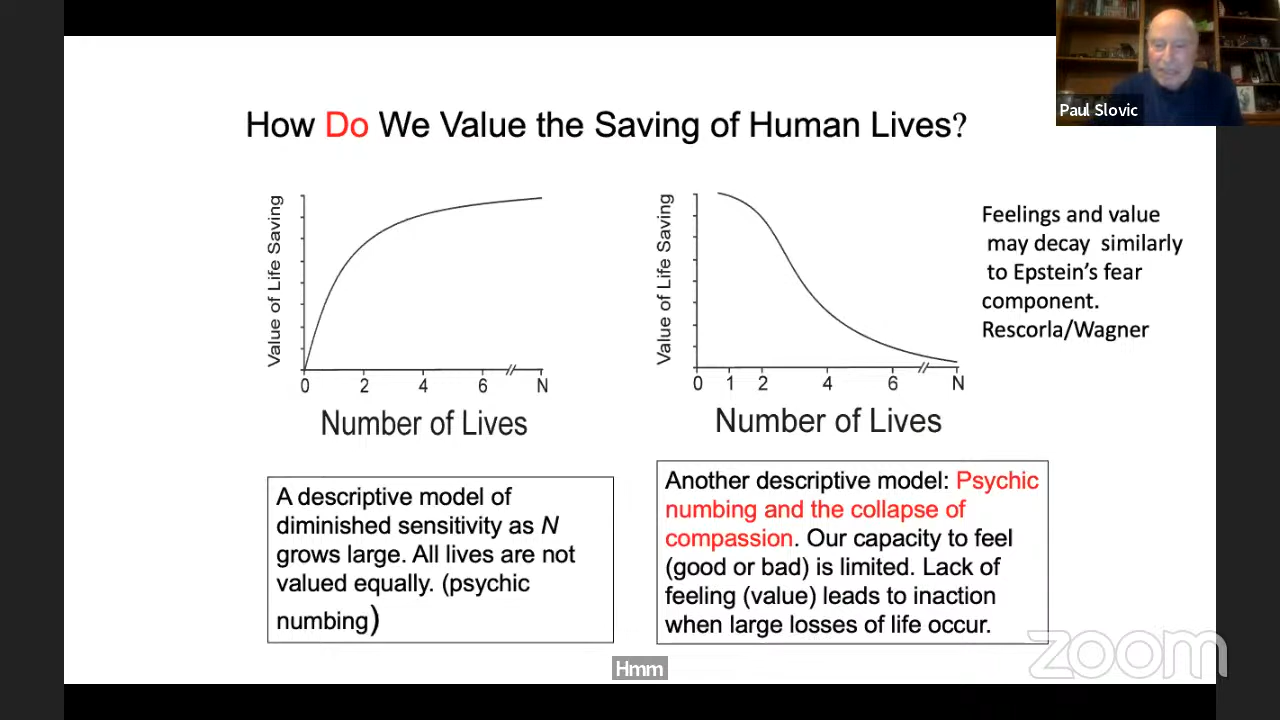 Paul Slovic
How Do We Value the Saving of Human Lives?
Value of Life Saving
0 2 4 6 N
Number of Lives
A descriptive model of
diminished sensitivity as N
grows large. All lives are not
valued equally. (psychic
numbing)
Value of Life Saving
0 1 2 4 6 N
Number of Lives
Feelings and value
may decay similarly
to Epstein's fear
component.
Rescorla/Wagner
Another descriptive model: Psychic
numbing and the collapse of
compassion. Our capacity to feel
(good or bad) is limited. Lack of
feeling (value) leads to inaction
when large losses of life occur.
Hmm
zoom